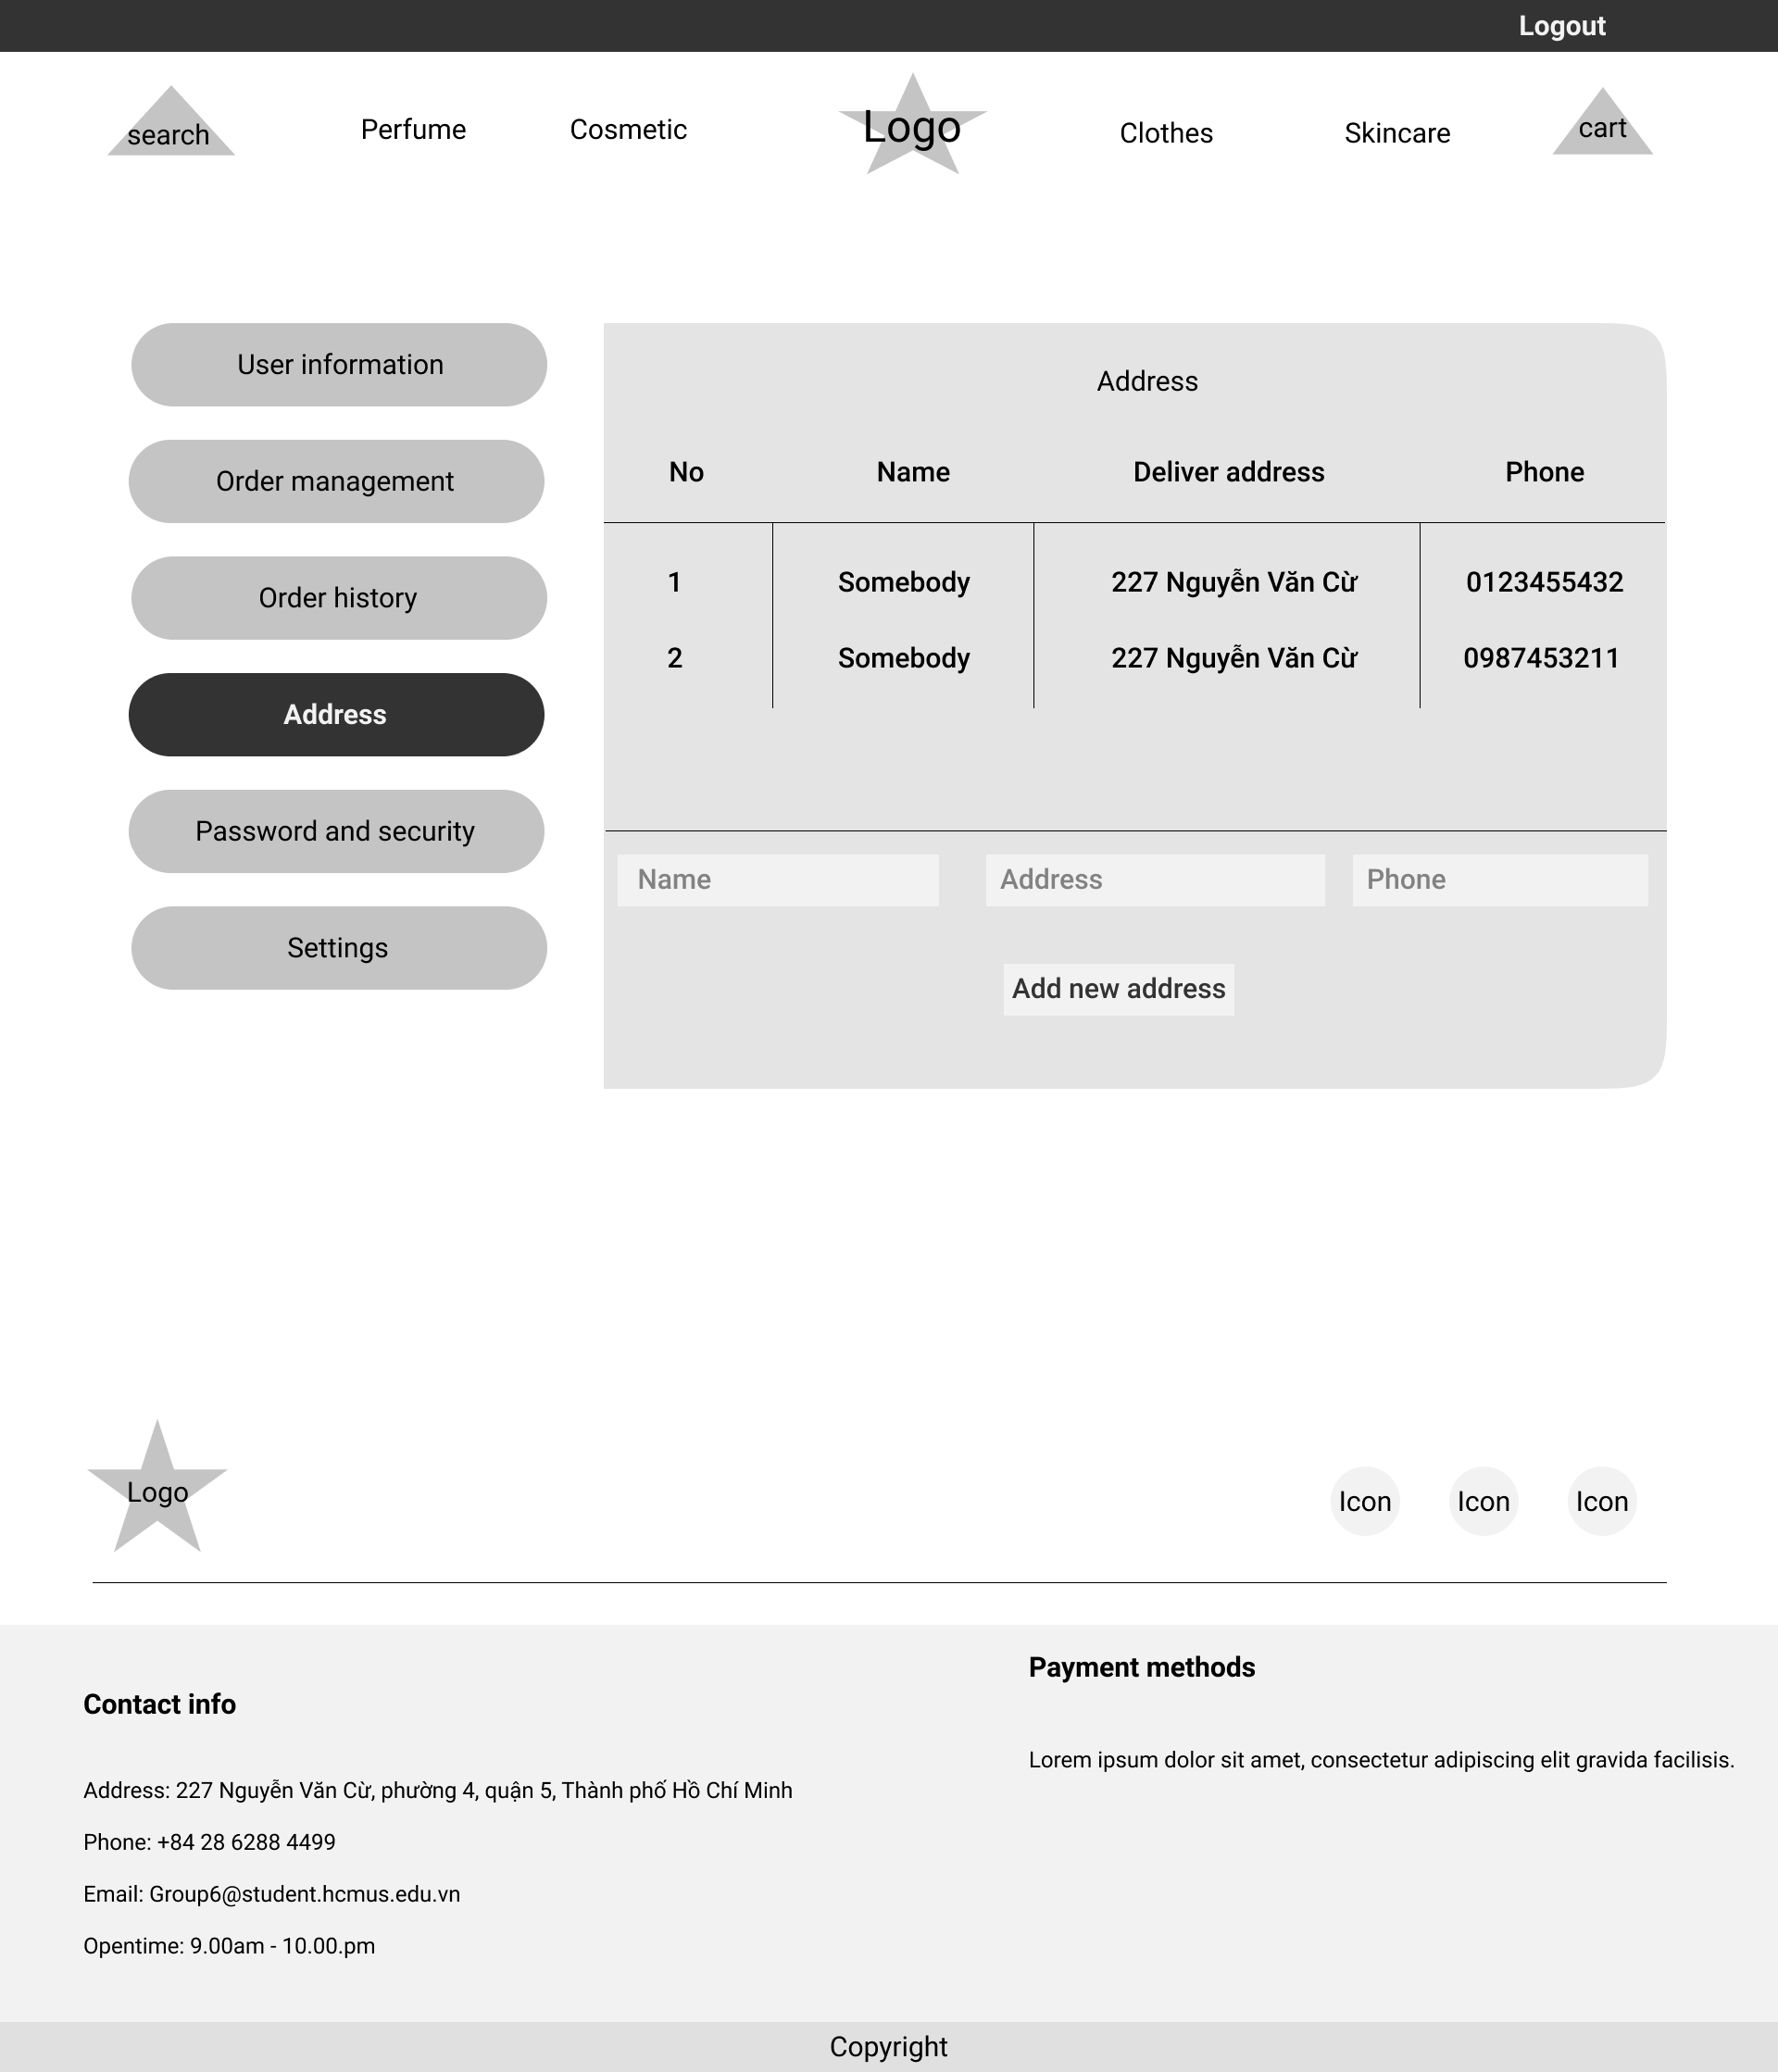 Logout
search
Perfume
Cosmetic
Logo
Clothes
Skincare
cart
User information
Order management
Order history
Address
Password and security
Settings
Address
No Name Deliver address Phone
1 Somebody 227 Nguyễn Văn Cừ 0123455432
2 Somebody 227 Nguyễn Văn Cừ 0987453211
Name Address Phone
Add new address
Logo
Icon Icon Icon
Contact info
Address: 227 Nguyễn Văn Cừ, phường 4, quận 5, Thành phố Hồ Chí Minh
Phone: +84 28 6288 4499
Email: Group6@student.hcmus.edu.vn
Opentime: 9.00am - 10.00.pm
Payment methods
Lorem ipsum dolor sit amet, consectetur adipiscing elit gravida facilisis.
Copyright